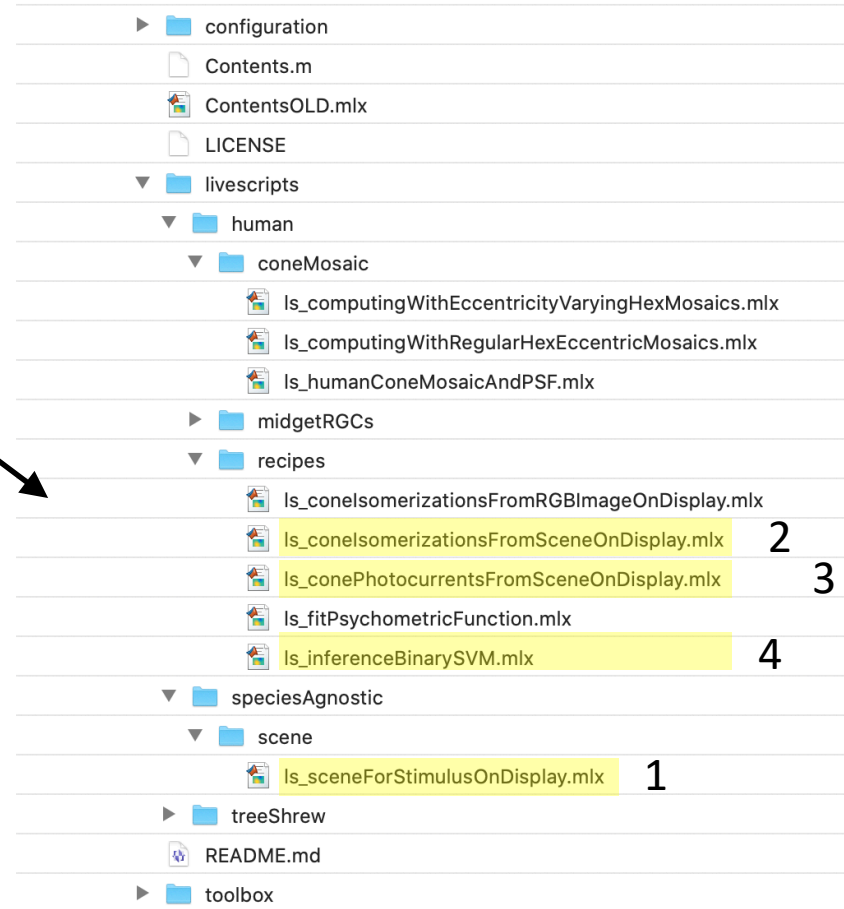 configuration
Contents.m
ContentsOLD.mlx
LICENSE
livescripts
human
coneMosaic
ls_computingWithEccentricityVaryingHexMosaics.mlx
ls_computingWithRegularHexEccentricMosaics.mlx
ls_humanConeMosaicAndPSF.mlx
midgetRGCs
recipes
ls_coneIsomerizationsFromRGBImageOnDisplay.mlx
ls_coneIsomerizationsFromSceneOnDisplay.mlx 2
ls_conePhotocurrentsFromSceneOnDisplay.mlx 3
ls_fitPsychometricFunction.mlx
ls_inferenceBinarySVM.mlx 4
speciesAgnostic
scene
ls_sceneForStimulusOnDisplay.mlx 1
treeShrew
README.md
toolbox